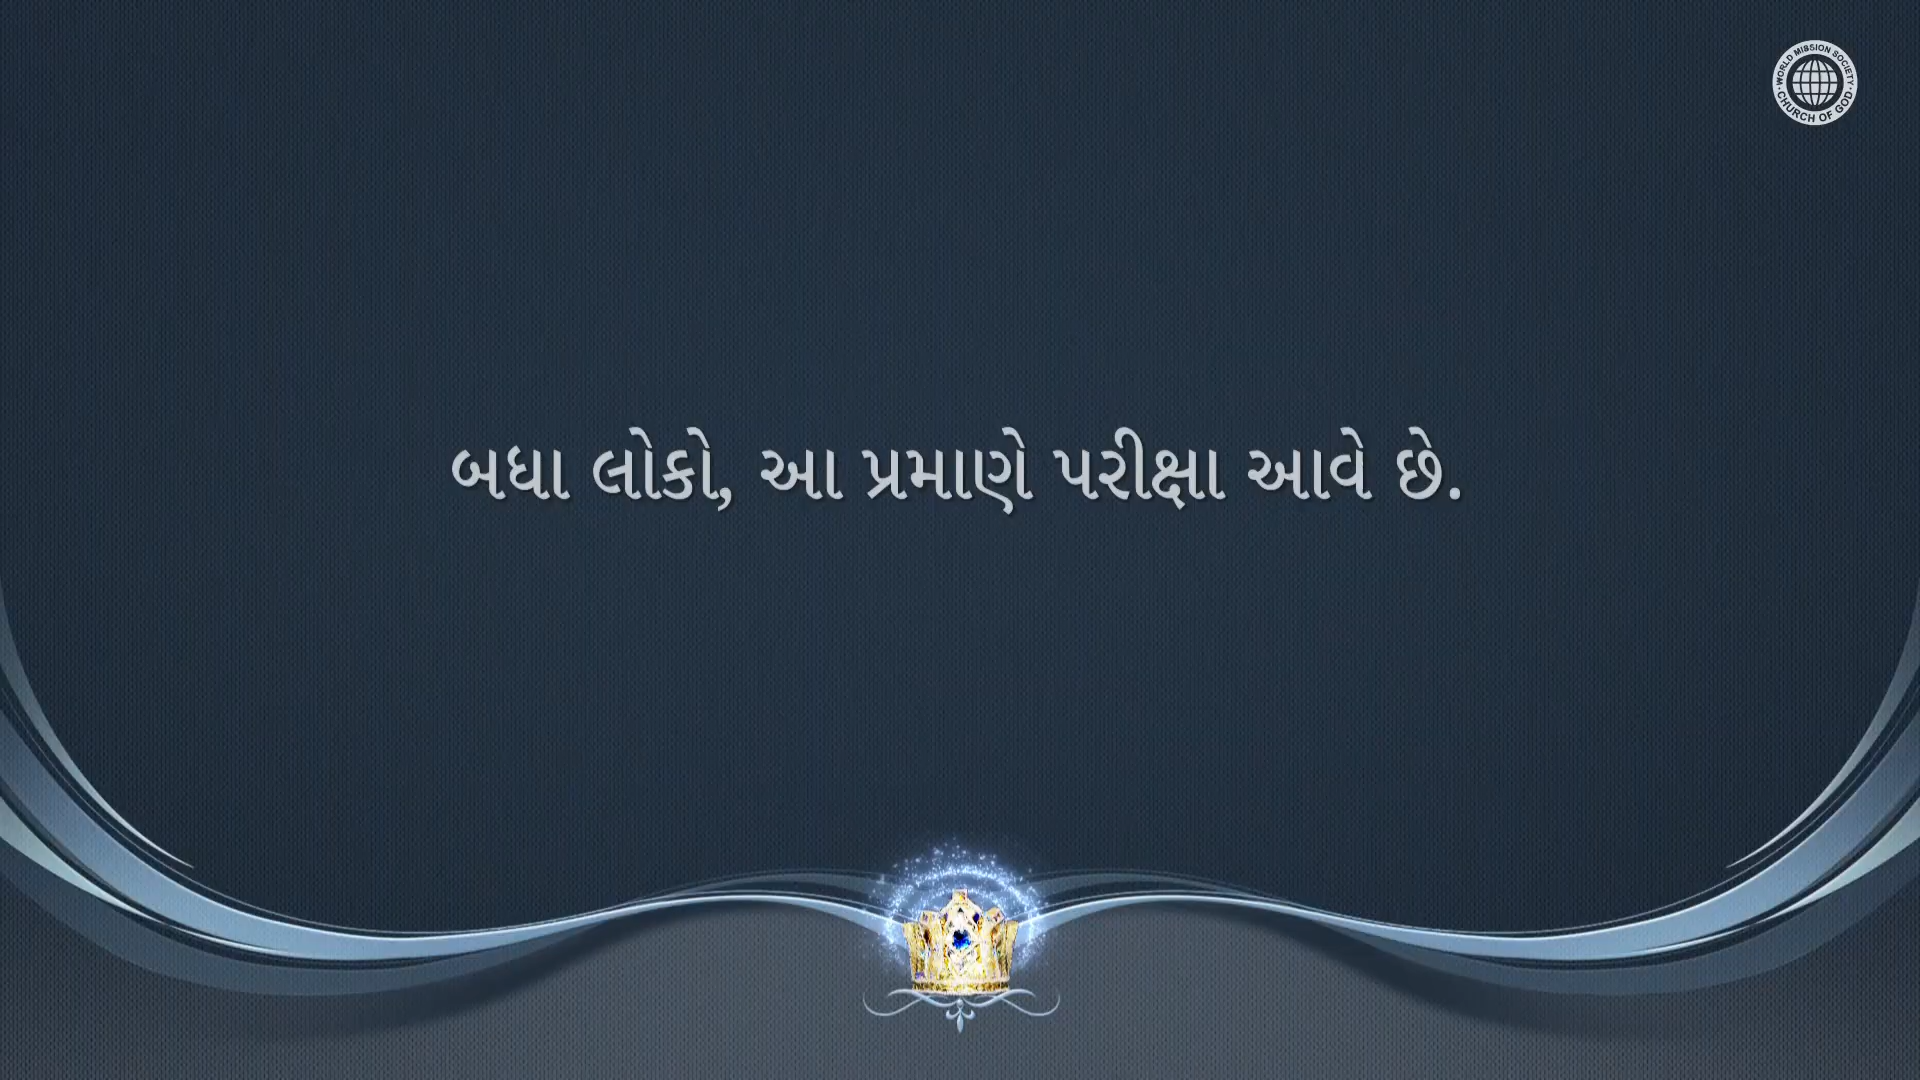 WORLD MISSION SOCIETY
CHURCH OF GOD
બધા લોકો, આ પ્રમાણે પરીક્ષા આવે છે.